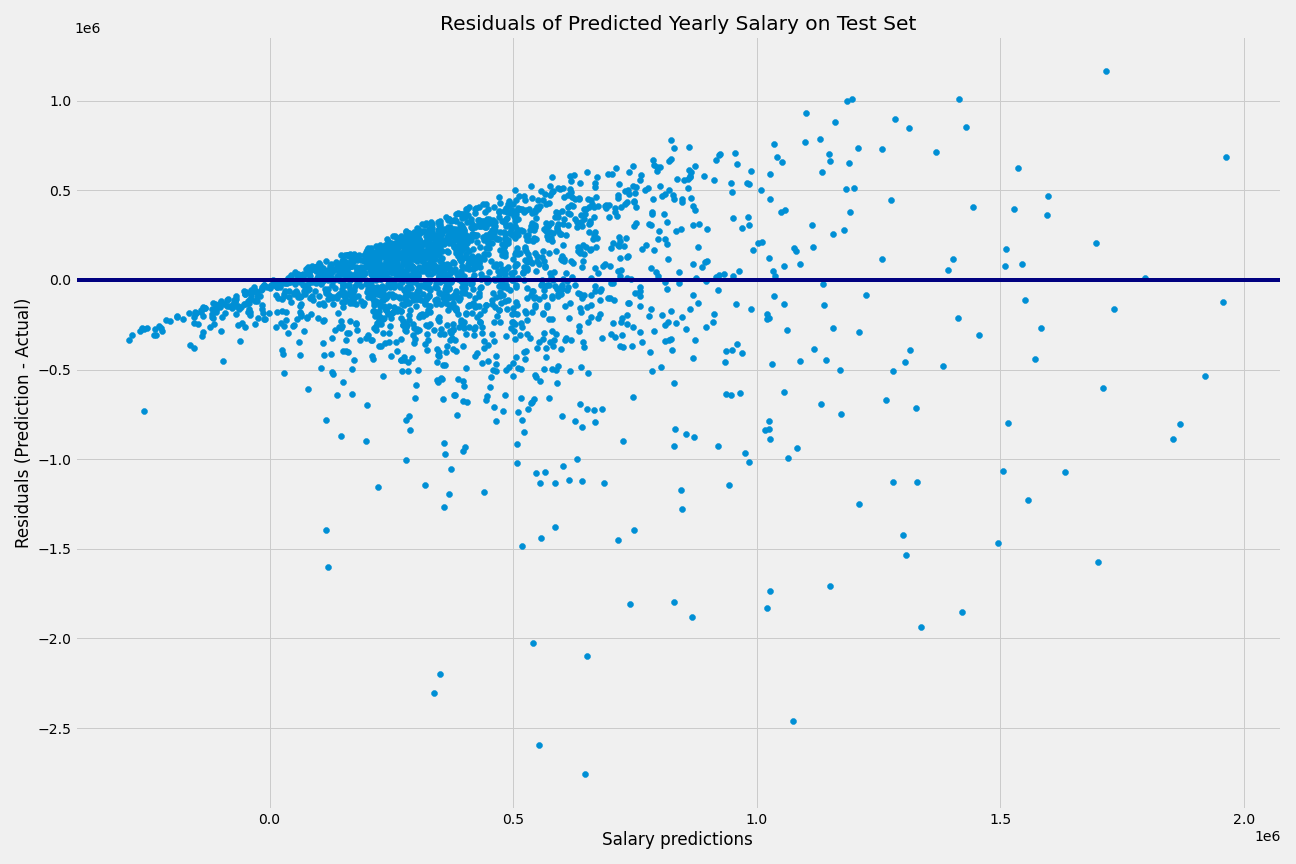 Residuals of Predicted Yearly Salary on Test Set
1e6
1.0
0.5
0.0
−0.5
−1.0
−1.5
−2.0
−2.5
Residuals (Prediction - Actual)
0.0 0.5 1.0 1.5 2.0
1e6
Salary predictions